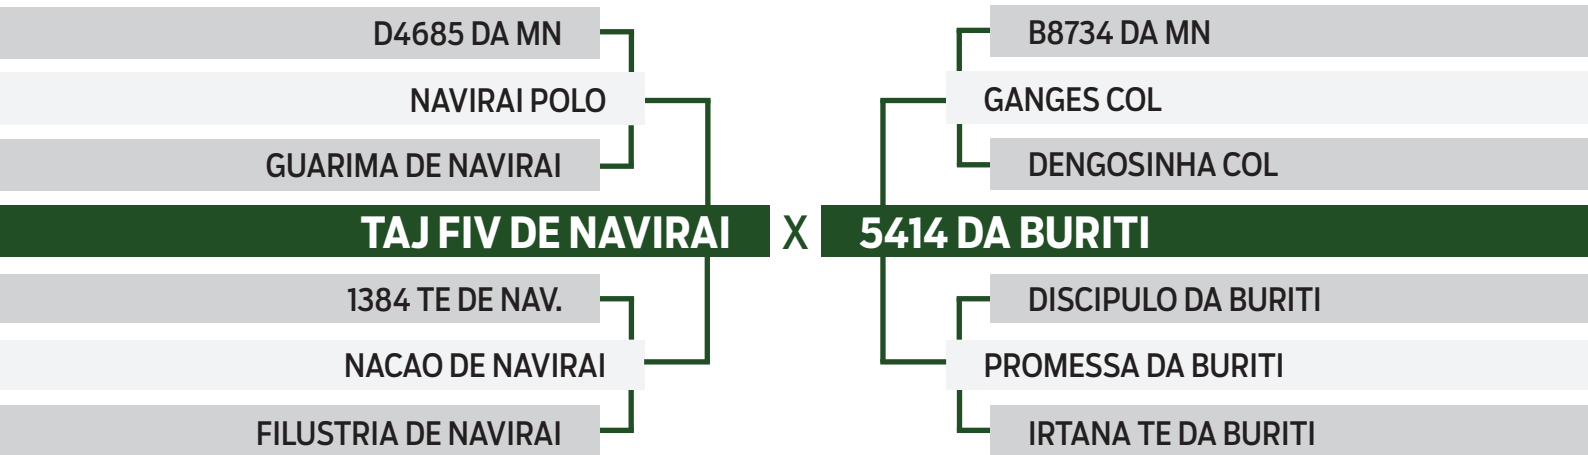 D4685 DA MN
NAVIRAI POLO
GUARIMA DE NAVIRAI
TAJ FIV DE NAVIRAI X 5414 DA BURITI
1384 TE DE NAV.
NACAO DE NAVIRAI
FILUSTRIA DE NAVIRAI
B8734 DA MN
GANGES COL
DENGOSINHA COL
DISCIPULO DA BURITI
PROMESSA DA BURITI
IRTANA TE DA BURITI